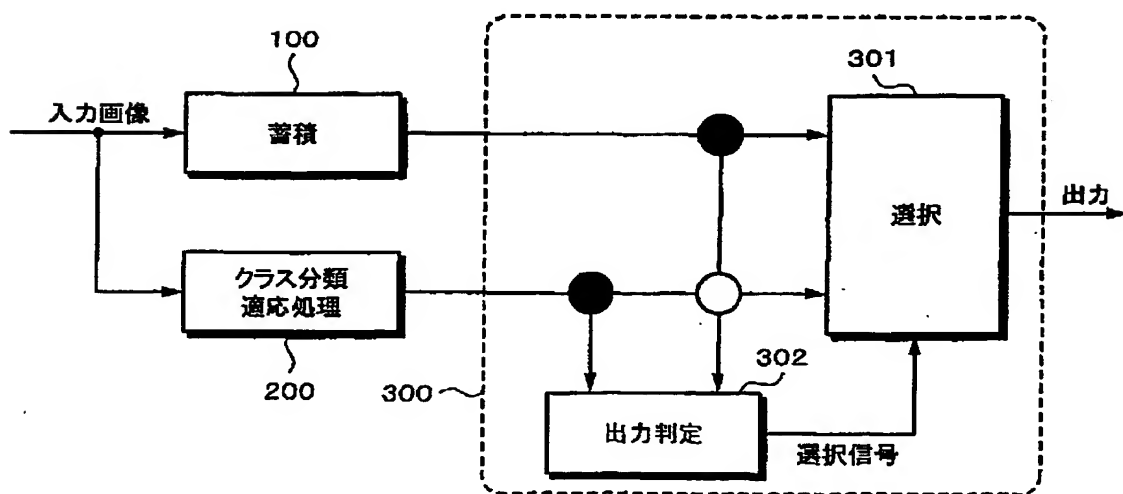 100
301
入力画像
蓄積
選択
出力
クラス分類
適応処理
200
300
302
出力判定
選択信号